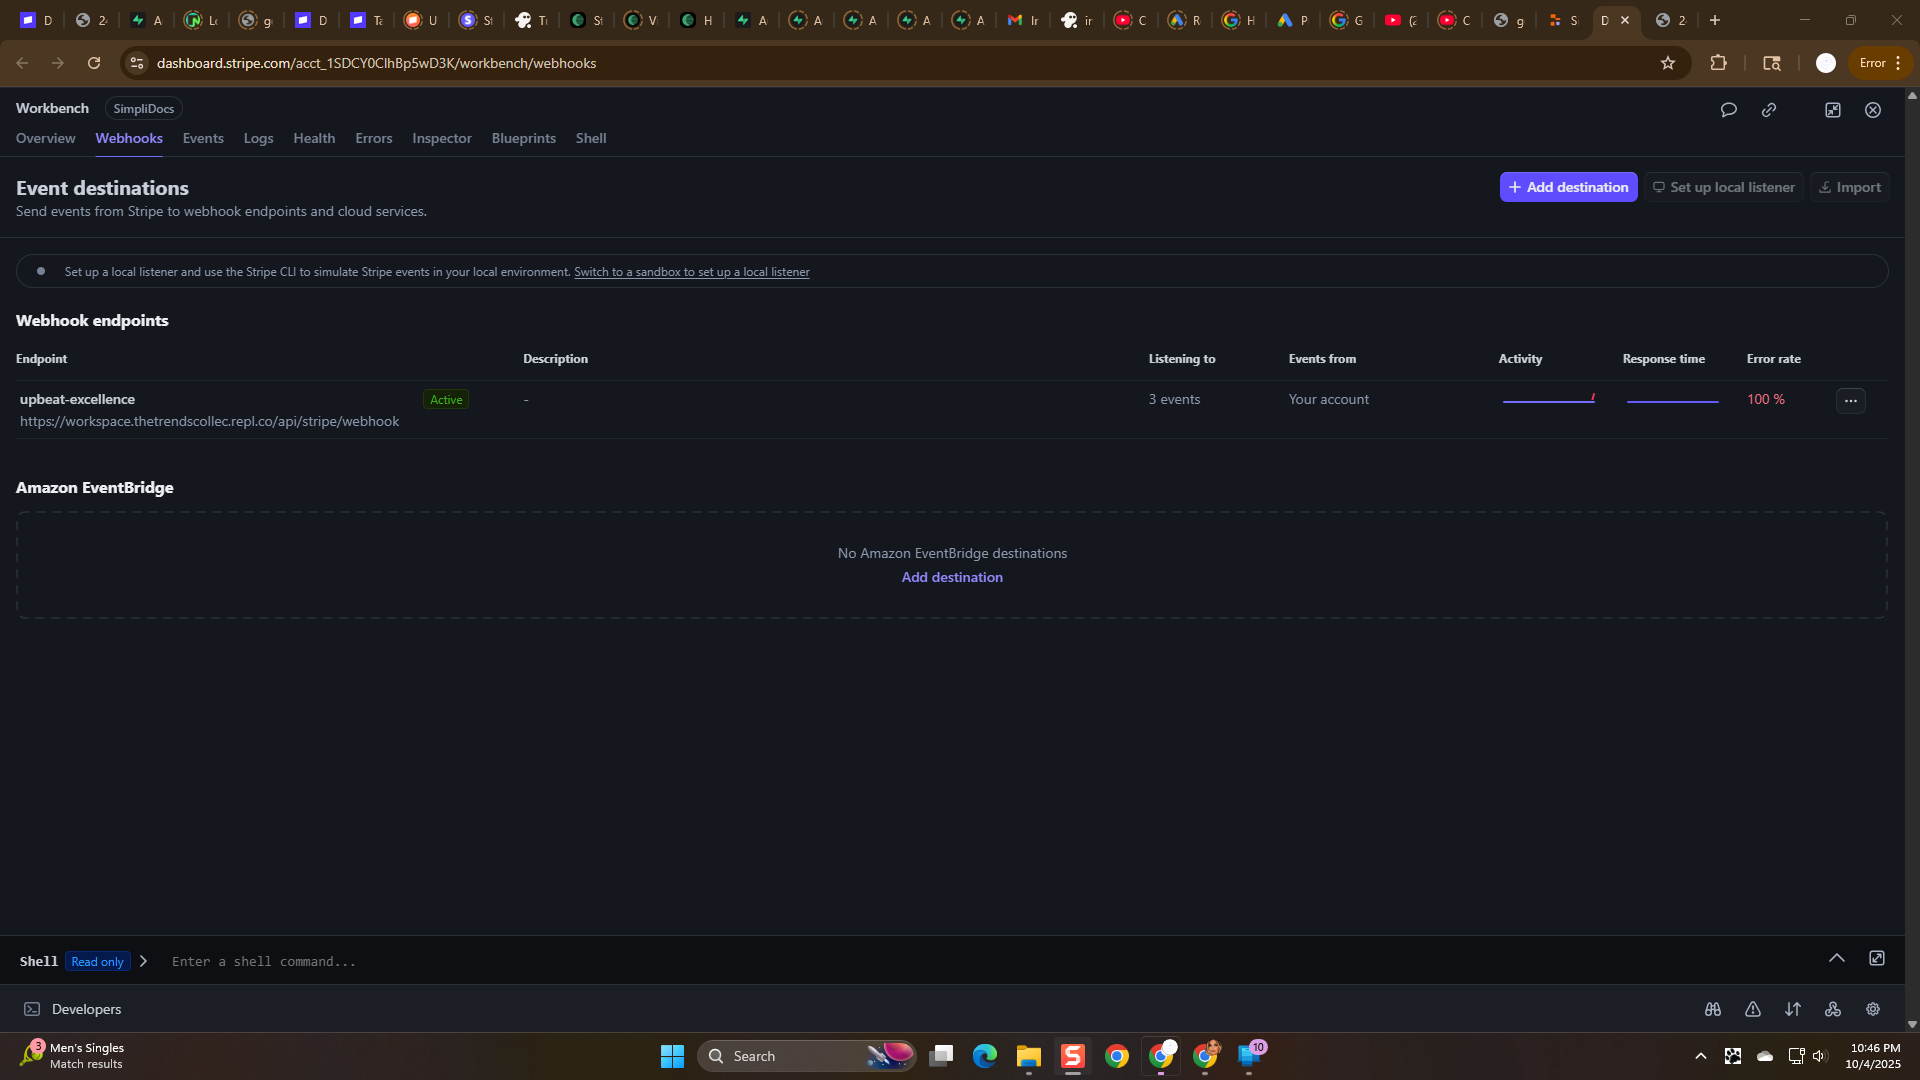 D
2
A
Lo
g
D
Ta
U
St
Tu
St
V
H
A
A
A
A
A
In
ir
C
R
H
P
G
(2
C
g
S
D
2
dashboard.stripe.com/acct_1SDCY0ClhBp5wD3K/workbench/webhooks
Error
Workbench SimpliDocs
Overview Webhooks Events Logs Health Errors Inspector Blueprints Shell
Event destinations
Send events from Stripe to webhook endpoints and cloud services.
+ Add destination Set up local listener Import
Set up a local listener and use the Stripe CLI to simulate Stripe events in your local environment. Switch to a sandbox to set up a local listener
Webhook endpoints
Endpoint Description Listening to Events from Activity Response time Error rate
upbeat-excellence Active - 3 events Your account 100 % ...
https://workspace.thetrendscollec.repl.co/api/stripe/webhook
Amazon EventBridge
No Amazon EventBridge destinations
Add destination
Shell Read only Enter a shell command...
Developers
3
Men's Singles
Match results
Search
10
10:46 PM
10/4/2025